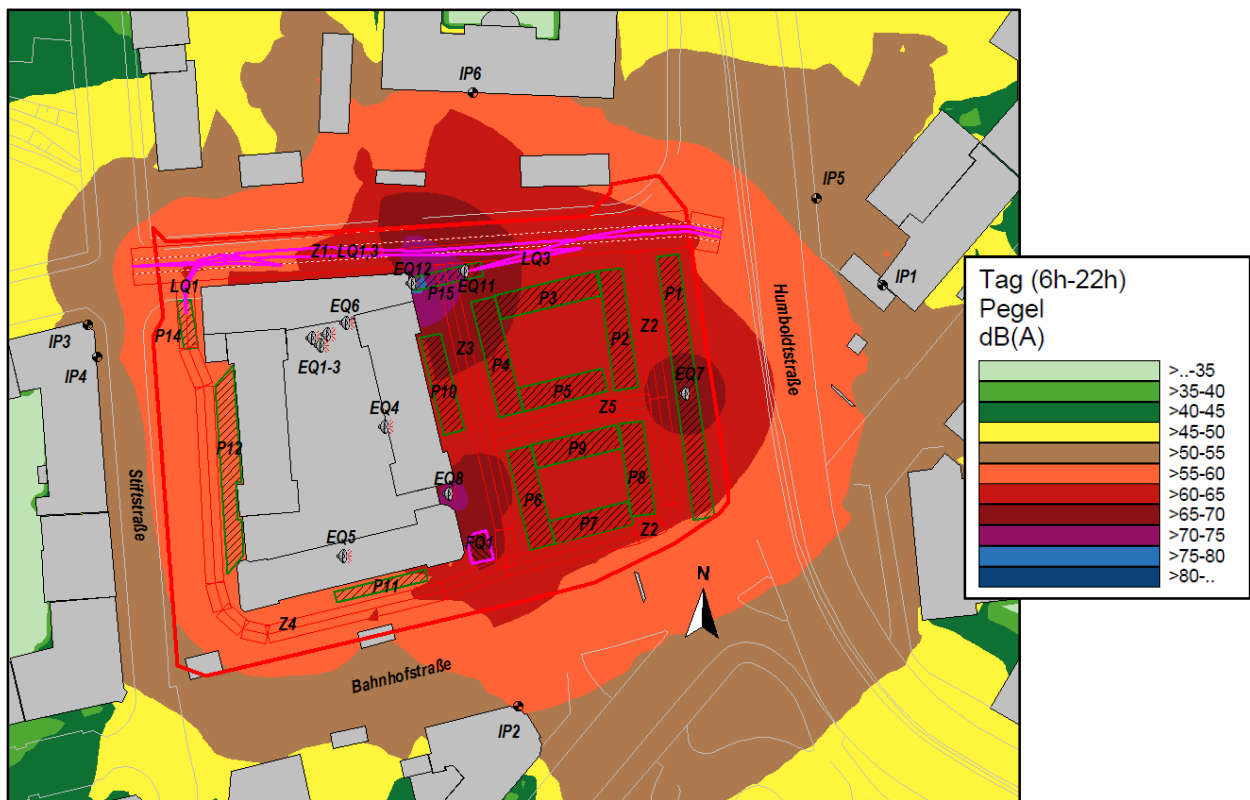 IP6
IP5
IP1
IP3
IP4
IP2
Z1; LQ1,3
LQ3
LQ1
EQ12
EQ11
P15
P14
EQ6
EQ1-3
EQ4
EQ5
EQ7
EQ8
FQ1
P1
P2
P3
P4
P5
P6
P7
P8
P9
P10
P11
P12
Z2
Z3
Z5
Z2
Z4
Humboldtstraße
Stiftstraße
Bahnhofstraße
N
Tag (6h-22h)
Pegel
dB(A)
>..-35
>35-40
>40-45
>45-50
>50-55
>55-60
>60-65
>65-70
>70-75
>75-80
>80-..